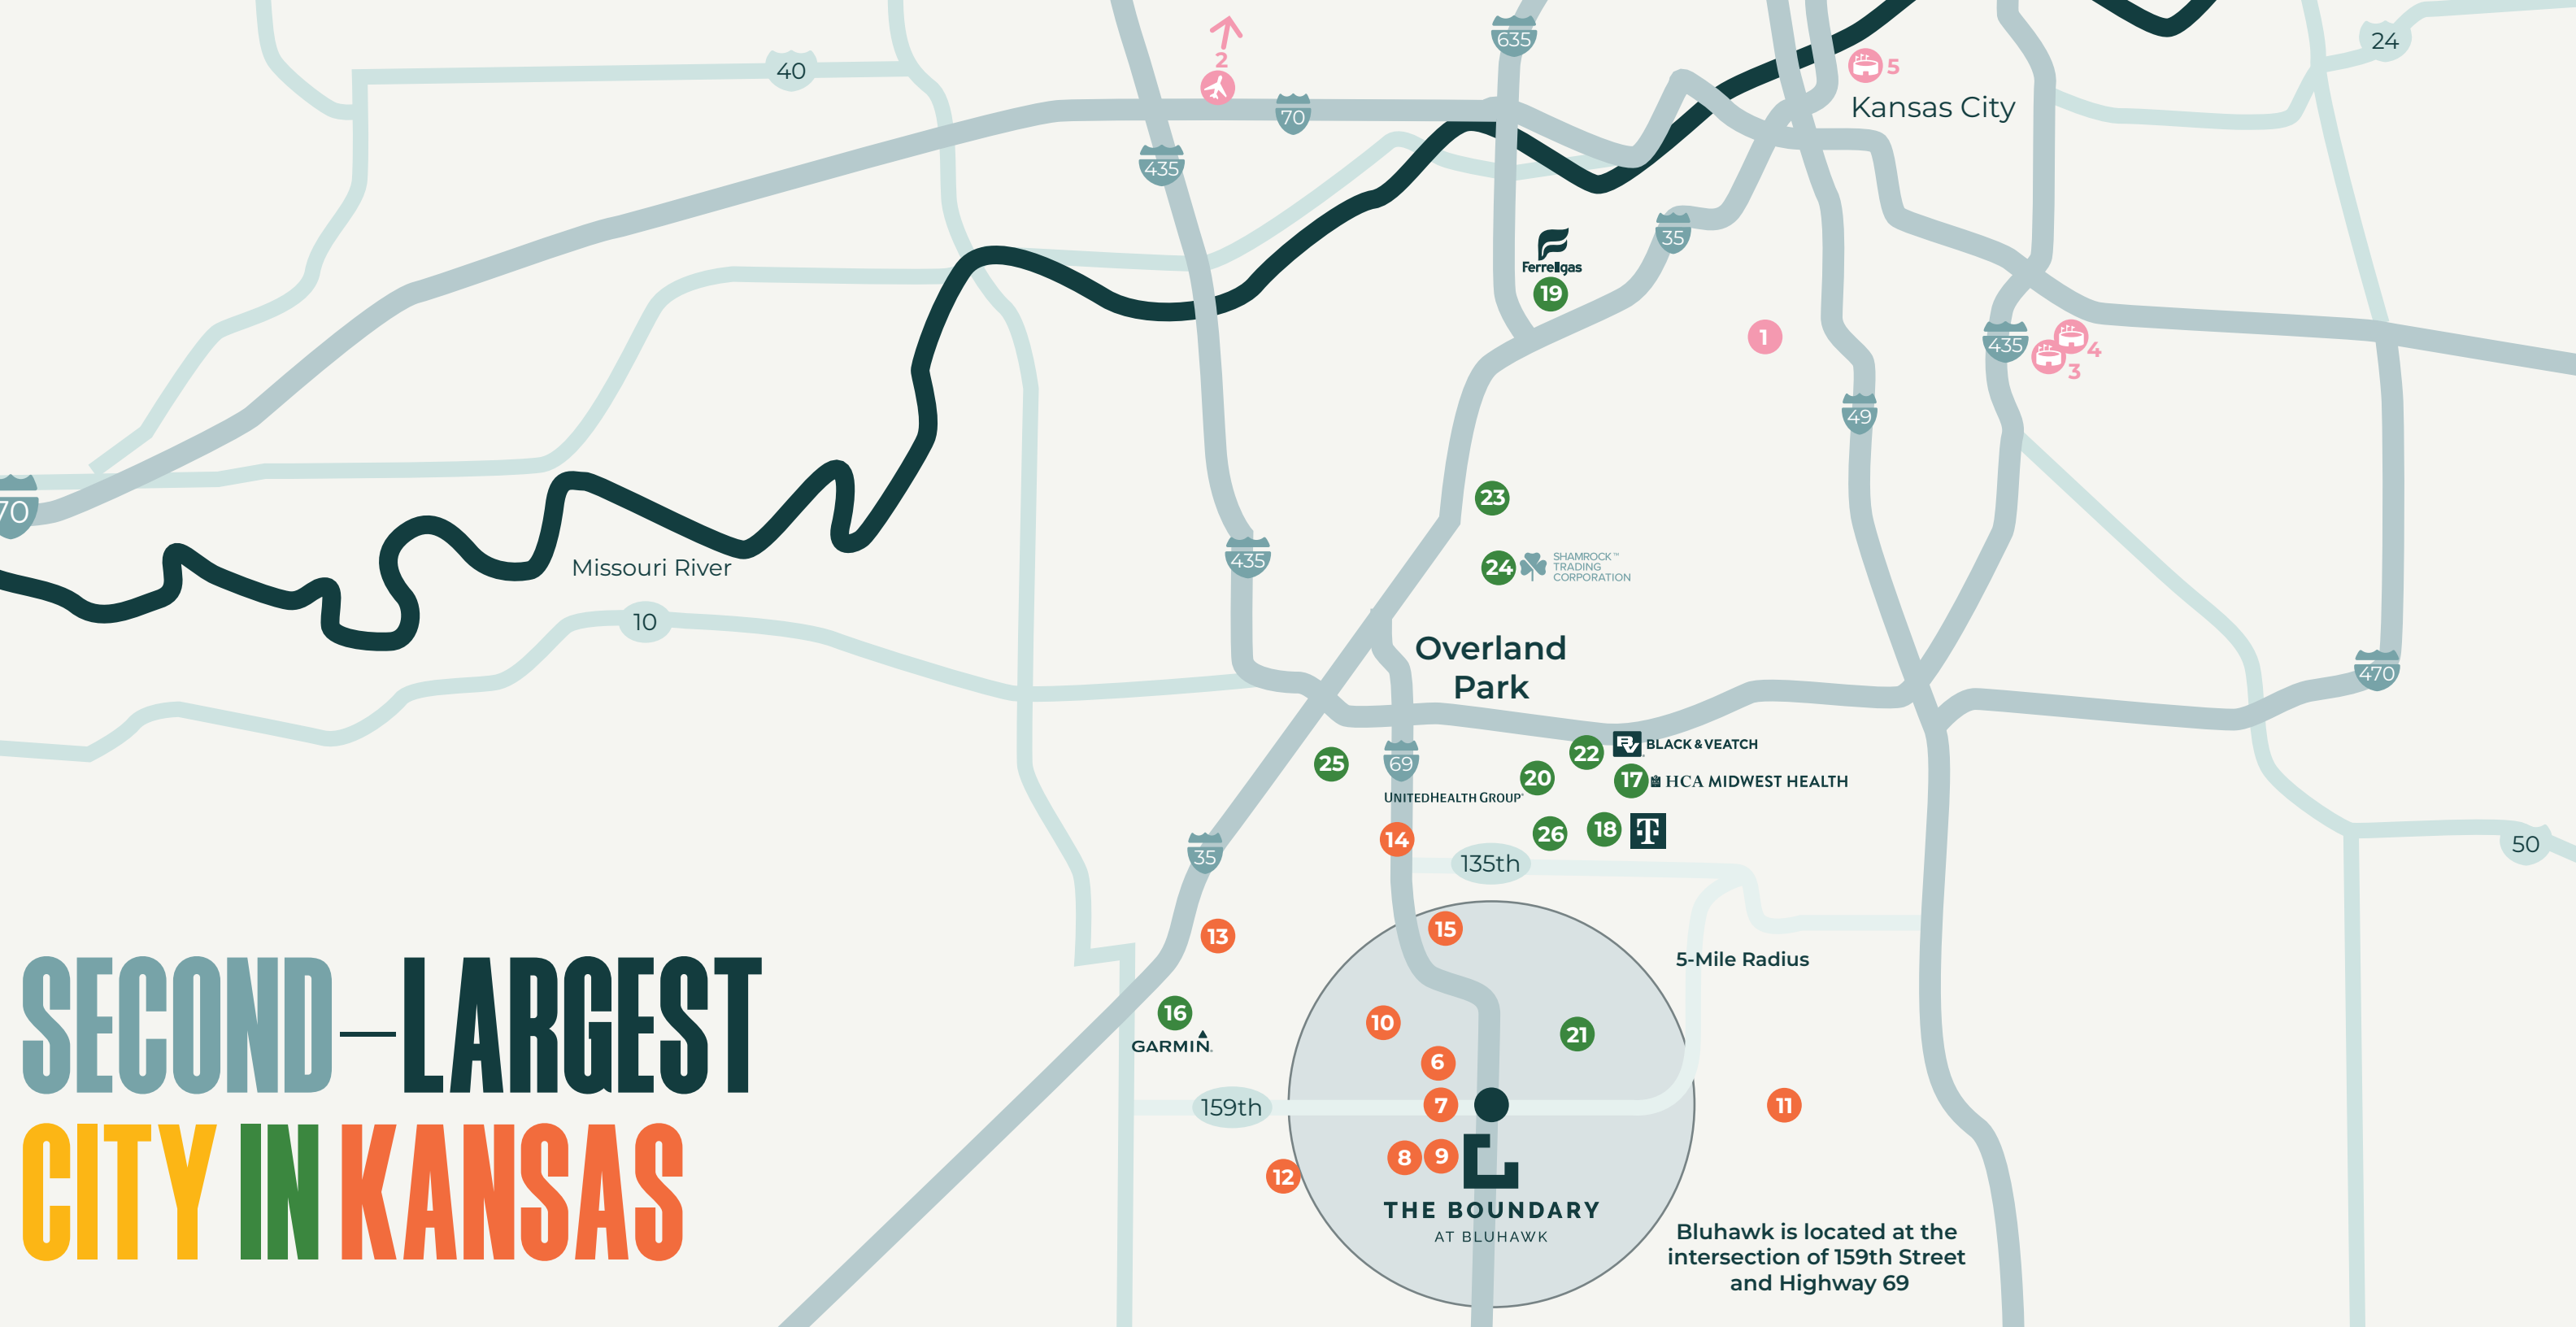 635
24
2
40
5
Kansas City
70
435
35
Ferrellgas
19
1
435
4
3
49
70
23
435
24
SHAMROCK™
TRADING
CORPORATION
Missouri River
10
Overland
Park
470
22
BLACK & VEATCH
25
69
20
17
HCA MIDWEST HEALTH
UNITEDHEALTH GROUP®
14
26
18
T
35
135th
50
13
15
5-Mile Radius
16
GARMIN.
10
21
6
159th
7
11
8
9
12
THE BOUNDARY
AT BLUHAWK
Bluhawk is located at the
intersection of 159th Street
and Highway 69
SECOND—LARGEST
CITY IN KANSAS